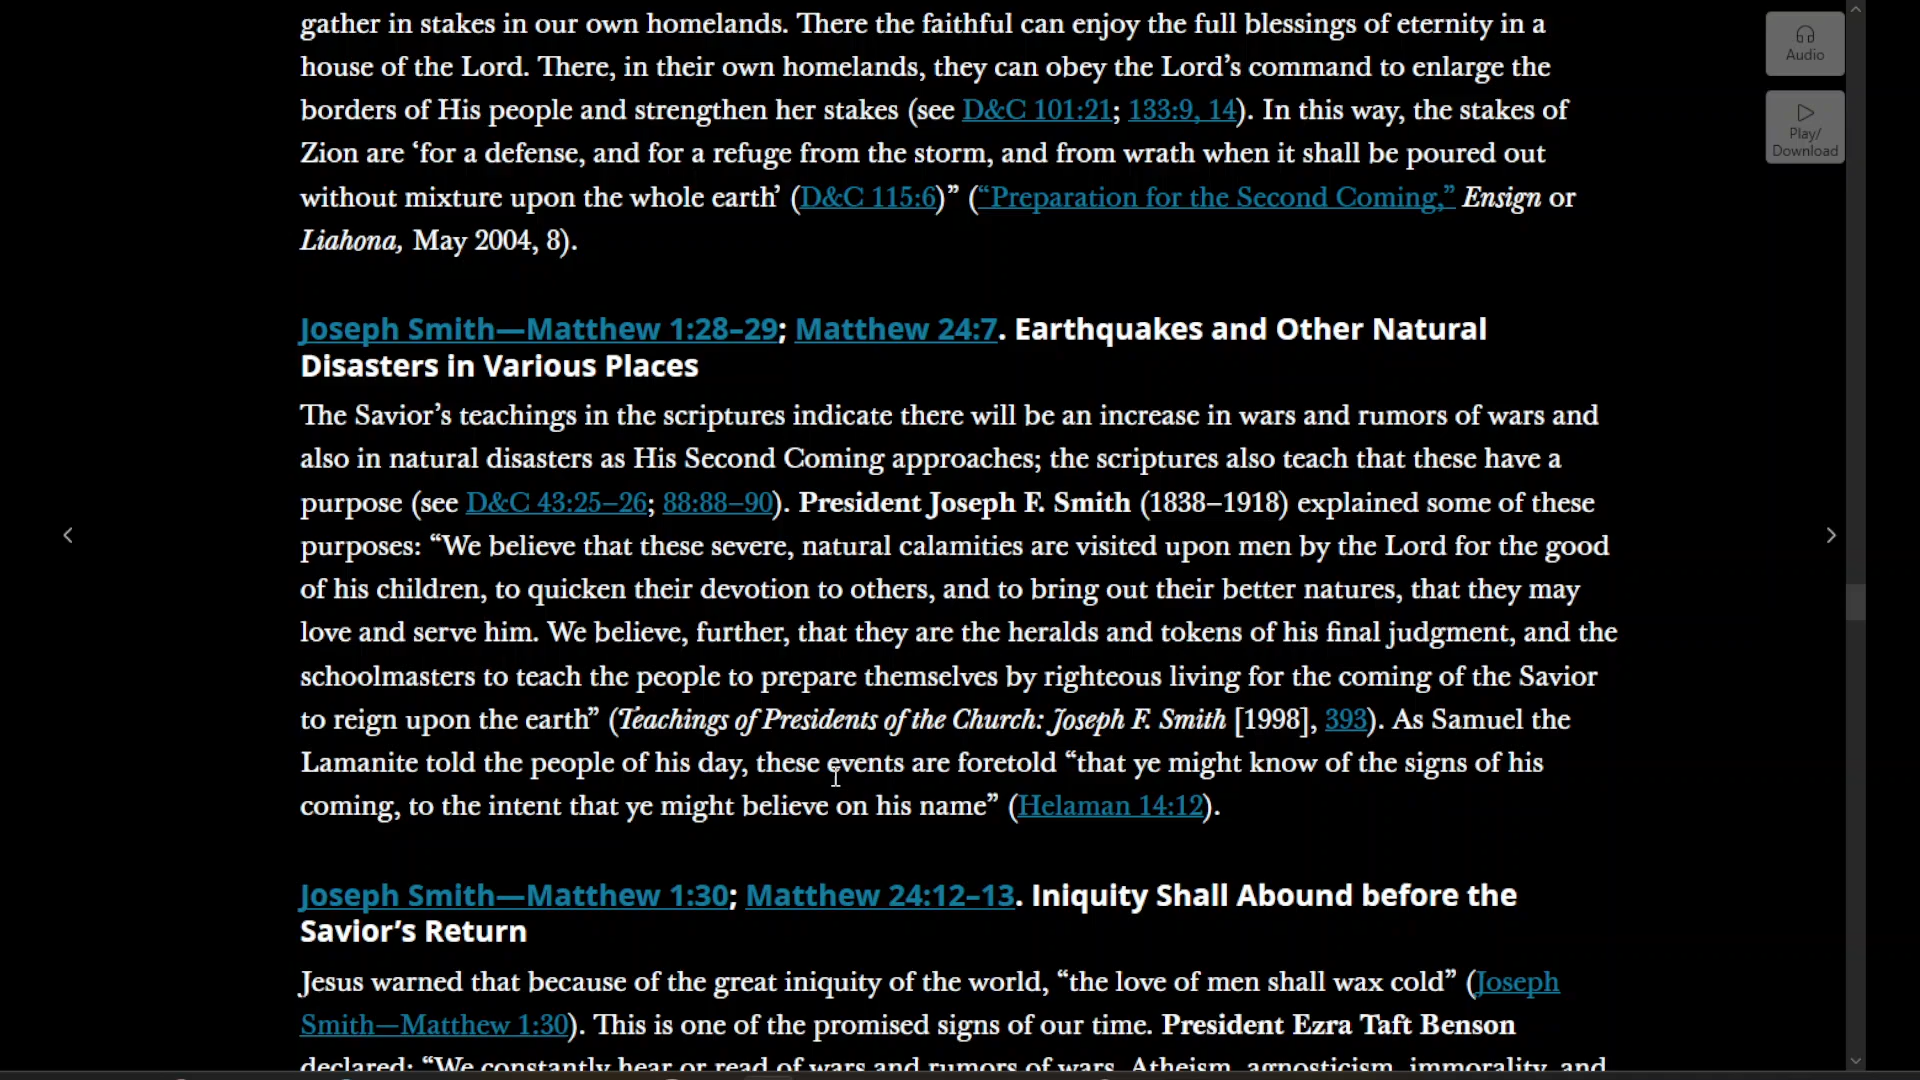 gather in stakes in our own homelands. There the faithful can enjoy the full blessings of eternity in a
house of the Lord. There, in their own homelands, they can obey the Lord’s command to enlarge the
borders of His people and strengthen her stakes (see D&C 101:21; 133:9, 14). In this way, the stakes of
Zion are ‘for a defense, and for a refuge from the storm, and from wrath when it shall be poured out
without mixture upon the whole earth’ (D&C 115:6)” (“Preparation for the Second Coming,” Ensign or
Liahona, May 2004, 8).
Joseph Smith—Matthew 1:28–29; Matthew 24:7. Earthquakes and Other Natural
Disasters in Various Places
The Savior’s teachings in the scriptures indicate there will be an increase in wars and rumors of wars and
also in natural disasters as His Second Coming approaches; the scriptures also teach that these have a
purpose (see D&C 43:25–26; 88:88–90). President Joseph F. Smith (1838–1918) explained some of these
purposes: “We believe that these severe, natural calamities are visited upon men by the Lord for the good
of his children, to quicken their devotion to others, and to bring out their better natures, that they may
love and serve him. We believe, further, that they are the heralds and tokens of his final judgment, and the
schoolmasters to teach the people to prepare themselves by righteous living for the coming of the Savior
to reign upon the earth” (Teachings of Presidents of the Church: Joseph F. Smith [1998], 393). As Samuel the
Lamanite told the people of his day, these events are foretold “that ye might know of the signs of his
coming, to the intent that ye might believe on his name” (Helaman 14:12).
Joseph Smith—Matthew 1:30; Matthew 24:12–13. Iniquity Shall Abound before the
Savior’s Return
Jesus warned that because of the great iniquity of the world, “the love of men shall wax cold” (Joseph
Smith—Matthew 1:30). This is one of the promised signs of our time. President Ezra Taft Benson
declared: “We constantly hear or read of wars and rumors of wars. Atheism, agnosticism, immorality, and
Audio
Play/
Download